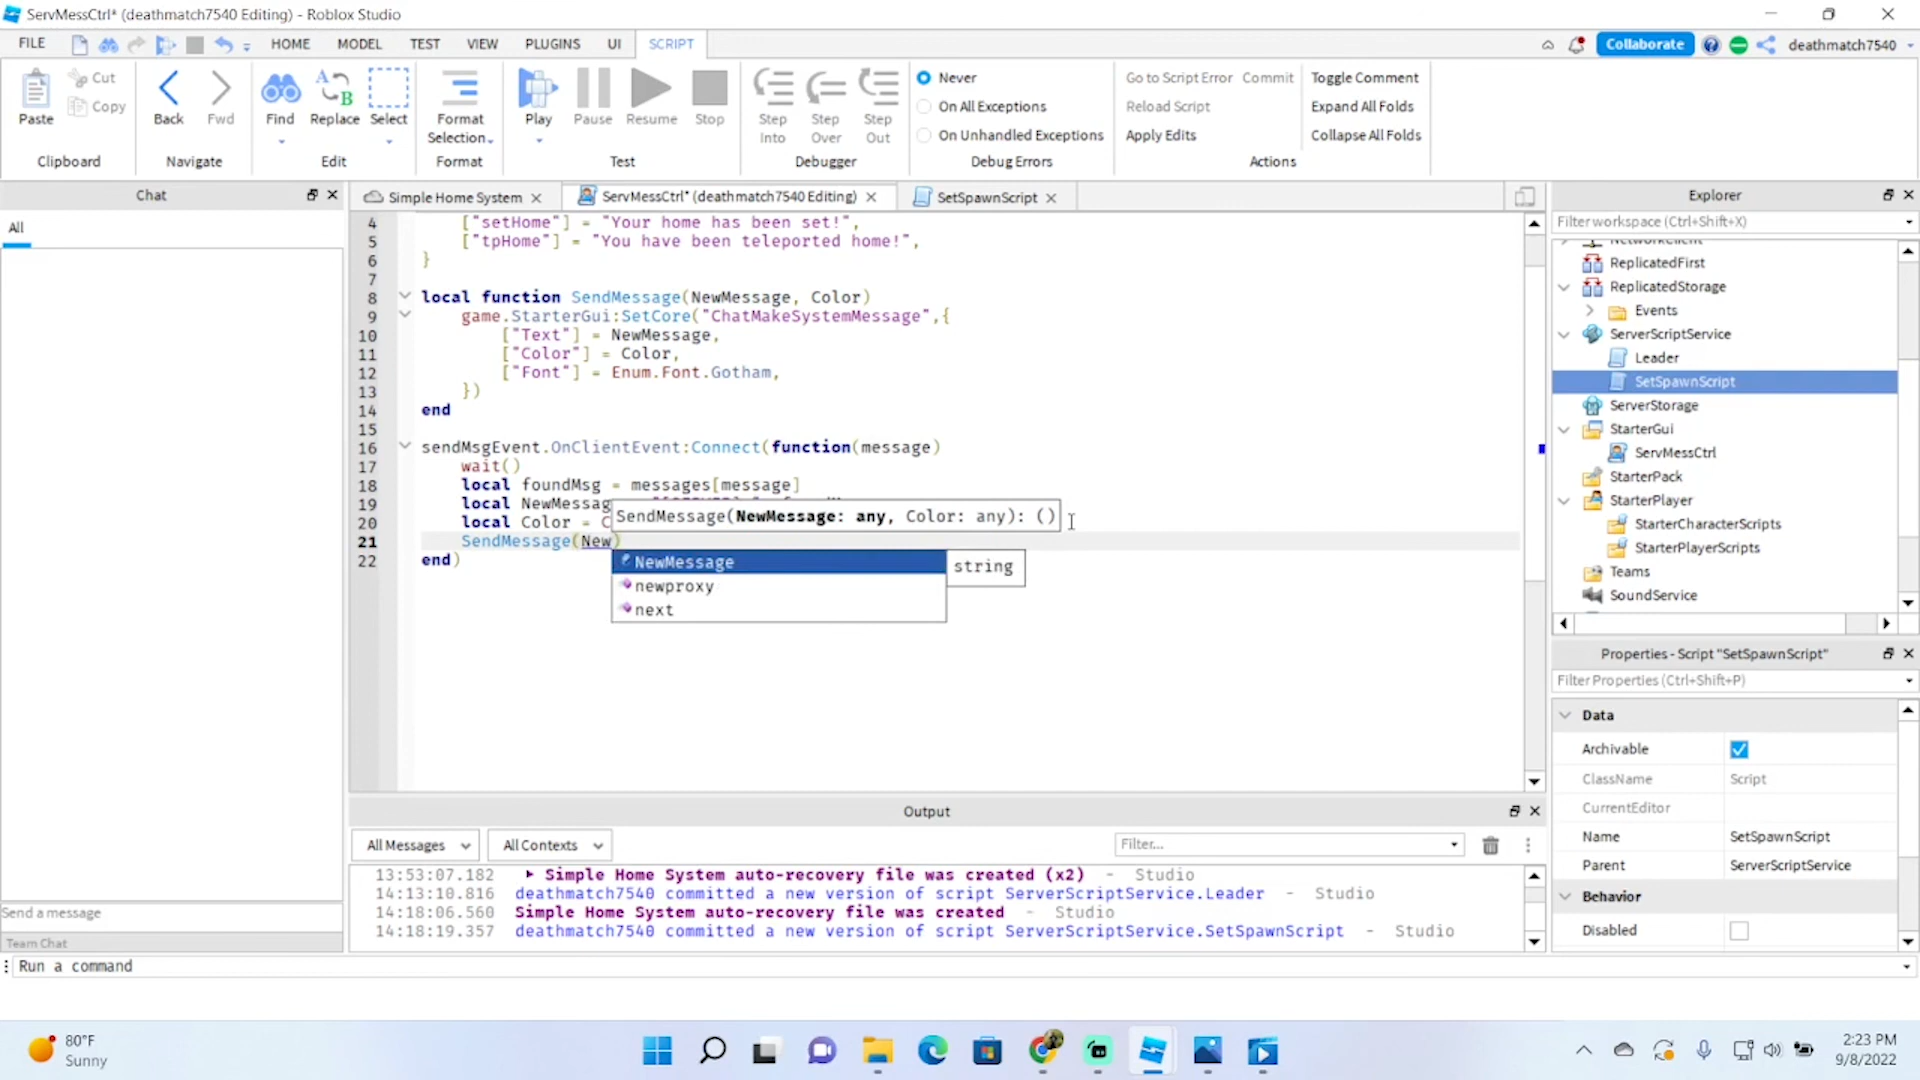 ServMessCtrl* (deathmatch7540 Editing) - Roblox Studio
FILE HOME MODEL TEST VIEW PLUGINS UI SCRIPT Collaborate deathmatch7540
Paste Cut Copy Back Fwd Find Replace Select Format Selection Play Pause Resume Stop Step Into Step Over Step Out
Never
On All Exceptions
On Unhandled Exceptions
Go to Script Error Commit
Reload Script
Apply Edits
Toggle Comment
Expand All Folds
Collapse All Folds
Clipboard Navigate Edit Format Test Debugger Debug Errors Actions
Chat
All
Send a message
Team Chat
Simple Home System ServMessCtrl* (deathmatch7540 Editing) SetSpawnScript
4 ["setHome"] = "Your home has been set!",
5 ["tpHome"] = "You have been teleported home!",
6 }
7
8 local function SendMessage(NewMessage, Color)
9 game.StarterGui:SetCore("ChatMakeSystemMessage",{
10 ["Text"] = NewMessage,
11 ["Color"] = Color,
12 ["Font"] = Enum.Font.Gotham,
13 })
14 end
15
16 sendMsgEvent.OnClientEvent:Connect(function(message)
17 wait()
18 local foundMsg = messages[message]
19 local NewMessag
20 local Color = C
21 SendMessage(New)
22 end)
SendMessage(NewMessage: any, Color: any): ()
NewMessage
newproxy
next
string
Output
All Messages All Contexts Filter...
13:53:07.182 ▶ Simple Home System auto-recovery file was created (x2) - Studio
14:13:10.816 deathmatch7540 committed a new version of script ServerScriptService.Leader - Studio
14:18:06.560 Simple Home System auto-recovery file was created - Studio
14:18:19.357 deathmatch7540 committed a new version of script ServerScriptService.SetSpawnScript - Studio
Run a command
Explorer
Filter workspace (Ctrl+Shift+X)
NetworkClient
ReplicatedFirst
ReplicatedStorage
Events
ServerScriptService
Leader
SetSpawnScript
ServerStorage
StarterGui
ServMessCtrl
StarterPack
StarterPlayer
StarterCharacterScripts
StarterPlayerScripts
Teams
SoundService
Properties - Script "SetSpawnScript"
Filter Properties (Ctrl+Shift+P)
Data
Archivable
ClassName Script
CurrentEditor
Name SetSpawnScript
Parent ServerScriptService
Behavior
Disabled
80°F
Sunny
2:23 PM
9/8/2022